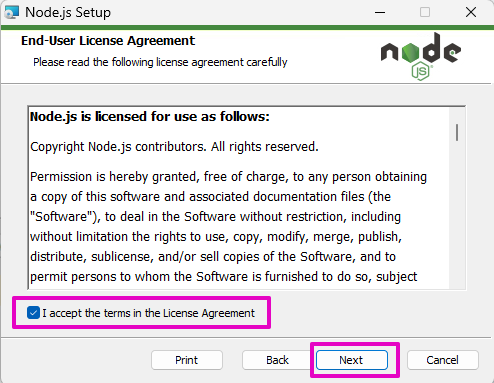 Node.js Setup
End-User License Agreement
Please read the following license agreement carefully
node
JS
Node.js is licensed for use as follows:
Copyright Node.js contributors. All rights reserved.
Permission is hereby granted, free of charge, to any person obtaining
a copy of this software and associated documentation files (the
"Software"), to deal in the Software without restriction, including
without limitation the rights to use, copy, modify, merge, publish,
distribute, sublicense, and/or sell copies of the Software, and to
permit persons to whom the Software is furnished to do so, subject
I accept the terms in the License Agreement
Print Back Next Cancel